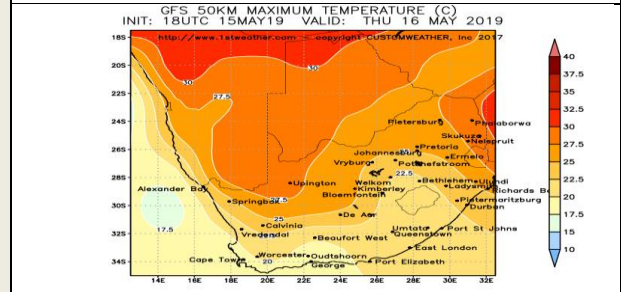 GFS 50KM MAXIMUM TEMPERATURE (C)
INIT: 18UTC 15MAY19 VALID: THU 16 MAY 2019
http://www.1stweather.com copyright CUSTOMWEATHER, Inc 2017
18S
20S
22S
24S
26S
28S
30S
32S
34S
14E 16E 18E 20E 22E 24E 26E 28E 30E 32E
30
30
27.5
Pietersburg
Phalaborwa
Skukuza
Nelspruit
Pretoria
Johannesburg
Ermelo
Vryburg
Potchefstroom
22.5
Welkom
Bethlehem
Ulundi
Alexander Bay
Upington
Kimberley
Ladysmith
Bloemfontein
Richards B
Springbok
22.5
Pietermaritzburg
Durban
De Aar
25
Calvinia
17.5
Vredendal
Umtata
Port St Johns
Beaufort West
Queenstown
East London
Cape Town
Worcester
Oudtshoorn
20
George
Port Elizabeth
40
37.5
35
32.5
30
27.5
25
22.5
20
17.5
15
10